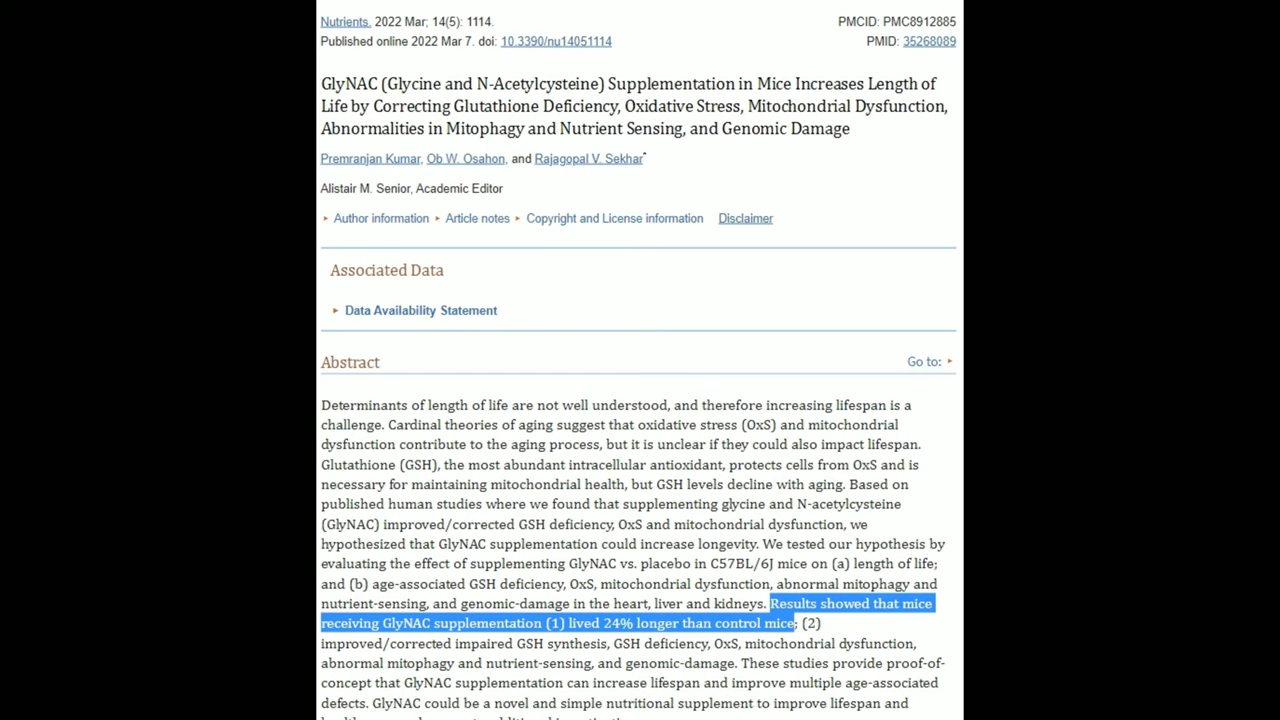 Nutrients. 2022 Mar; 14(5): 1114. PMCID: PMC8912885
Published online 2022 Mar 7. doi: 10.3390/nu14051114 PMID: 35268089
GlyNAC (Glycine and N-Acetylcysteine) Supplementation in Mice Increases Length of
Life by Correcting Glutathione Deficiency, Oxidative Stress, Mitochondrial Dysfunction,
Abnormalities in Mitophagy and Nutrient Sensing, and Genomic Damage
Premranjan Kumar, Ob W. Osahon, and Rajagopal V. Sekhar*
Alistair M. Senior, Academic Editor
▸ Author information ▸ Article notes ▸ Copyright and License information Disclaimer
Associated Data
▸ Data Availability Statement
Abstract Go to: ▸
Determinants of length of life are not well understood, and therefore increasing lifespan is a
challenge. Cardinal theories of aging suggest that oxidative stress (OxS) and mitochondrial
dysfunction contribute to the aging process, but it is unclear if they could also impact lifespan.
Glutathione (GSH), the most abundant intracellular antioxidant, protects cells from OxS and is
necessary for maintaining mitochondrial health, but GSH levels decline with aging. Based on
published human studies where we found that supplementing glycine and N-acetylcysteine
(GlyNAC) improved/corrected GSH deficiency, OxS and mitochondrial dysfunction, we
hypothesized that GlyNAC supplementation could increase longevity. We tested our hypothesis by
evaluating the effect of supplementing GlyNAC vs. placebo in C57BL/6J mice on (a) length of life;
and (b) age-associated GSH deficiency, OxS, mitochondrial dysfunction, abnormal mitophagy and
nutrient-sensing, and genomic-damage in the heart, liver and kidneys. Results showed that mice
receiving GlyNAC supplementation (1) lived 24% longer than control mice; (2)
improved/corrected impaired GSH synthesis, GSH deficiency, OxS, mitochondrial dysfunction,
abnormal mitophagy and nutrient-sensing, and genomic-damage. These studies provide proof-of-
concept that GlyNAC supplementation can increase lifespan and improve multiple age-associated
defects. GlyNAC could be a novel and simple nutritional supplement to improve lifespan and